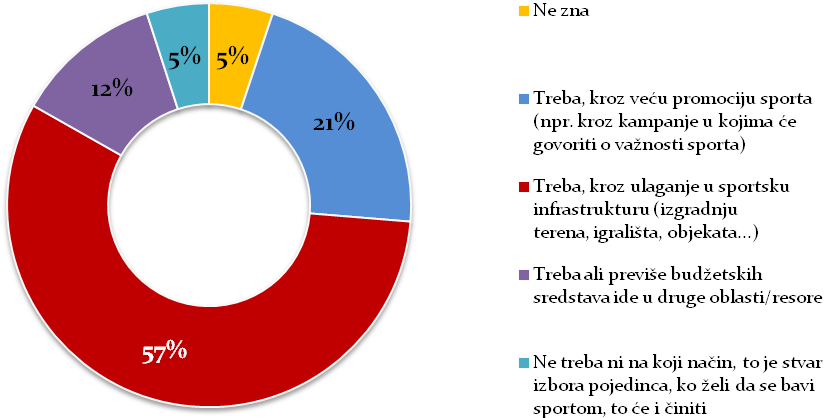 5%
5%
12%
21%
57%
Ne zna
Treba, kroz veću promociju sporta
(npr. kroz kampanje u kojima će
govoriti o važnosti sporta)
Treba, kroz ulaganje u sportsku
infrastrukturu (izgradnju
terena, igrališta, objekata...)
Treba ali previše budžetskih
sredstava ide u druge oblasti/resore
Ne treba ni na koji način, to je stvar
izbora pojedinca, ko želi da se bavi
sportom, to će i činiti